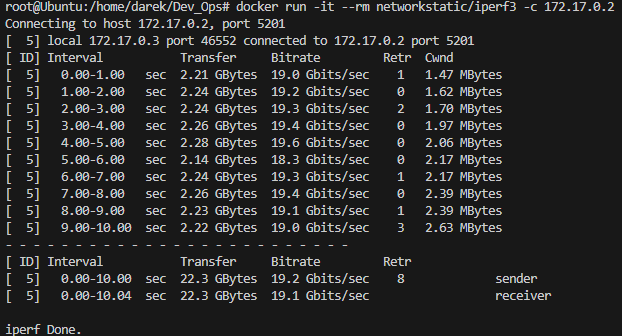 root@Ubuntu:/home/darek/Dev_Ops# docker run -it --rm networkstatic/iperf3 -c 172.17.0.2
Connecting to host 172.17.0.2, port 5201
[  5] local 172.17.0.3 port 46552 connected to 172.17.0.2 port 5201
[ ID] Interval           Transfer     Bitrate         Retr  Cwnd
[  5]   0.00-1.00   sec  2.21 GBytes  19.0 Gbits/sec    1   1.47 MBytes
[  5]   1.00-2.00   sec  2.24 GBytes  19.2 Gbits/sec    0   1.62 MBytes
[  5]   2.00-3.00   sec  2.24 GBytes  19.3 Gbits/sec    2   1.70 MBytes
[  5]   3.00-4.00   sec  2.26 GBytes  19.4 Gbits/sec    0   1.97 MBytes
[  5]   4.00-5.00   sec  2.28 GBytes  19.6 Gbits/sec    0   2.06 MBytes
[  5]   5.00-6.00   sec  2.14 GBytes  18.3 Gbits/sec    0   2.17 MBytes
[  5]   6.00-7.00   sec  2.24 GBytes  19.3 Gbits/sec    1   2.17 MBytes
[  5]   7.00-8.00   sec  2.26 GBytes  19.4 Gbits/sec    0   2.39 MBytes
[  5]   8.00-9.00   sec  2.23 GBytes  19.1 Gbits/sec    1   2.39 MBytes
[  5]   9.00-10.00  sec  2.22 GBytes  19.0 Gbits/sec    3   2.63 MBytes
- - - - - - - - - - - - - - - - - - - - - - - - -
[ ID] Interval           Transfer     Bitrate         Retr
[  5]   0.00-10.00  sec  22.3 GBytes  19.2 Gbits/sec    8             sender
[  5]   0.00-10.04  sec  22.3 GBytes  19.1 Gbits/sec                  receiver
iperf Done.